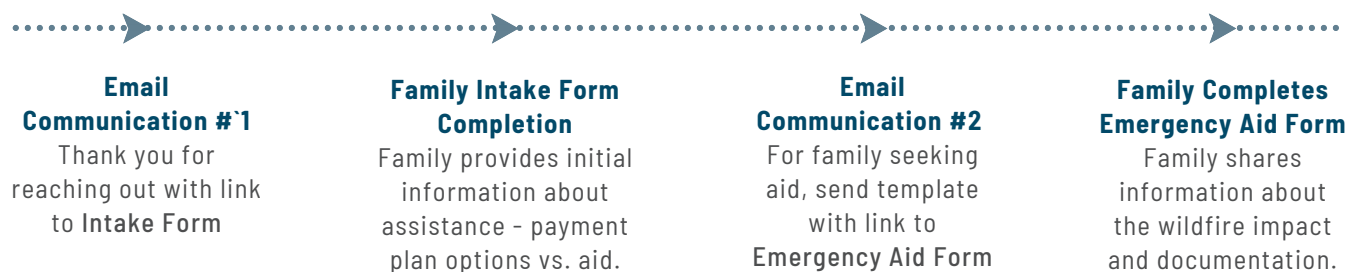 Email
Communication #`1
Thank you for
reaching out with link
to Intake Form
Family Intake Form
Completion
Family provides initial
information about
assistance - payment
plan options vs. aid.
Email
Communication #2
For family seeking
aid, send template
with link to
Emergency Aid Form
Family Completes
Emergency Aid Form
Family shares
information about
the wildfire impact
and documentation.